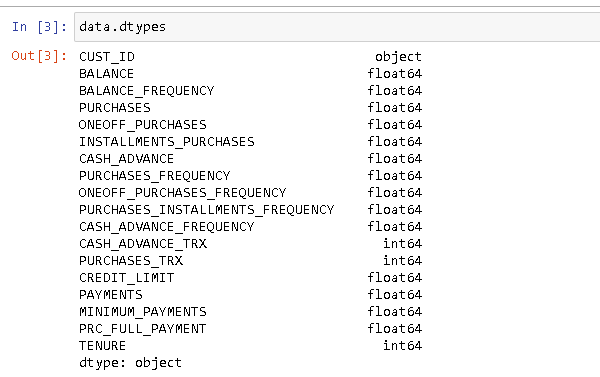 In [3]: data.dtypes
Out[3]: CUST_ID object
BALANCE float64
BALANCE_FREQUENCY float64
PURCHASES float64
ONEOFF_PURCHASES float64
INSTALLMENTS_PURCHASES float64
CASH_ADVANCE float64
PURCHASES_FREQUENCY float64
ONEOFF_PURCHASES_FREQUENCY float64
PURCHASES_INSTALLMENTS_FREQUENCY float64
CASH_ADVANCE_FREQUENCY float64
CASH_ADVANCE_TRX int64
PURCHASES_TRX int64
CREDIT_LIMIT float64
PAYMENTS float64
MINIMUM_PAYMENTS float64
PRC_FULL_PAYMENT float64
TENURE int64
dtype: object